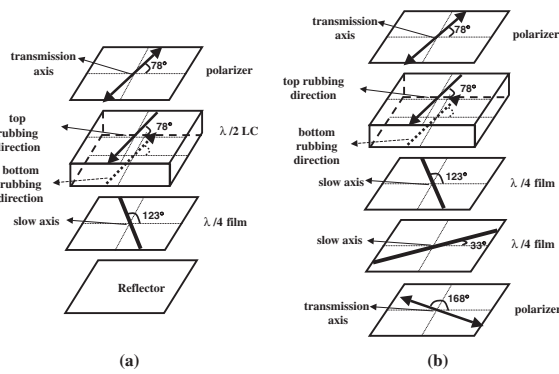 transmission
axis
78°
polarizer
top
rubbing
direction
78°
λ/2 LC
bottom
rubbing
direction
slow axis
123°
λ/4 film
Reflector
(a)
transmission
axis
78°
polarizer
top rubbing
direction
78°
bottom
rubbing
direction
slow axis
123°
λ/4 film
slow axis
33°
λ/4 film
168°
transmission
axis
polarizer
(b)